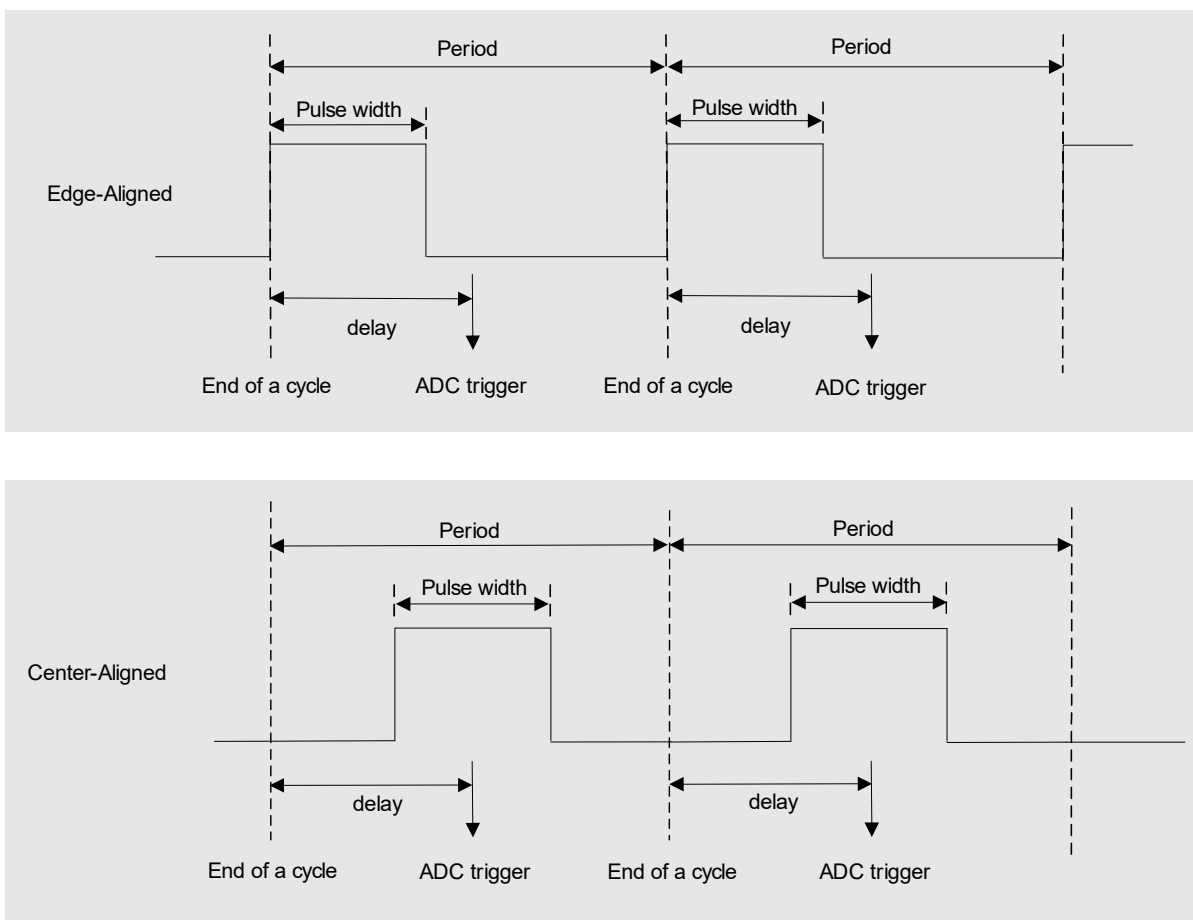 Period
Period
Pulse width
Pulse width
Edge-Aligned
delay
delay
End of a cycle
ADC trigger
End of a cycle
ADC trigger
Period
Period
Pulse width
Pulse width
Center-Aligned
delay
delay
End of a cycle
ADC trigger
End of a cycle
ADC trigger